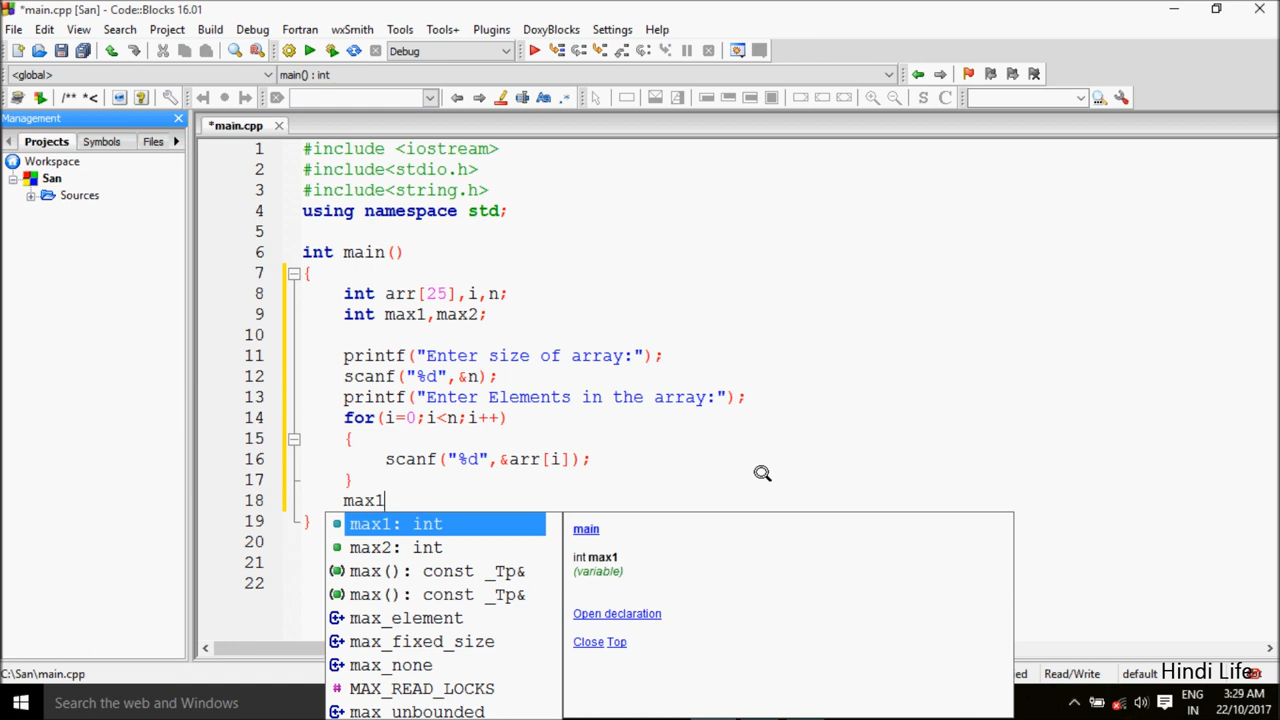 *main.cpp [San] - Code::Blocks 16.01
File Edit View Search Project Build Debug Fortran wxSmith Tools Tools+ Plugins DoxyBlocks Settings Help
Debug
<global> main() : int
/** *<
S C
Management
Projects Symbols Files
Workspace
San
Sources
*main.cpp
1 #include <iostream>
2 #include<stdio.h>
3 #include<string.h>
4 using namespace std;
5
6 int main()
7 {
8 int arr[25],i,n;
9 int max1,max2;
10
11 printf("Enter size of array:");
12 scanf("%d",&n);
13 printf("Enter Elements in the array:");
14 for(i=0;i<n;i++)
15 {
16 scanf("%d",&arr[i]);
17 }
18 max1
19 }
20
21
22
max1: int
max2: int
max(): const _Tp&
max(): const _Tp&
max_element
max_fixed_size
max_none
MAX_READ_LOCKS
max_unbounded
main
int max1
(variable)
Open declaration
Close Top
C:\San\main.cpp Read/Write default
Hindi Life
Search the web and Windows
ENG
IN
3:29 AM
22/10/2017